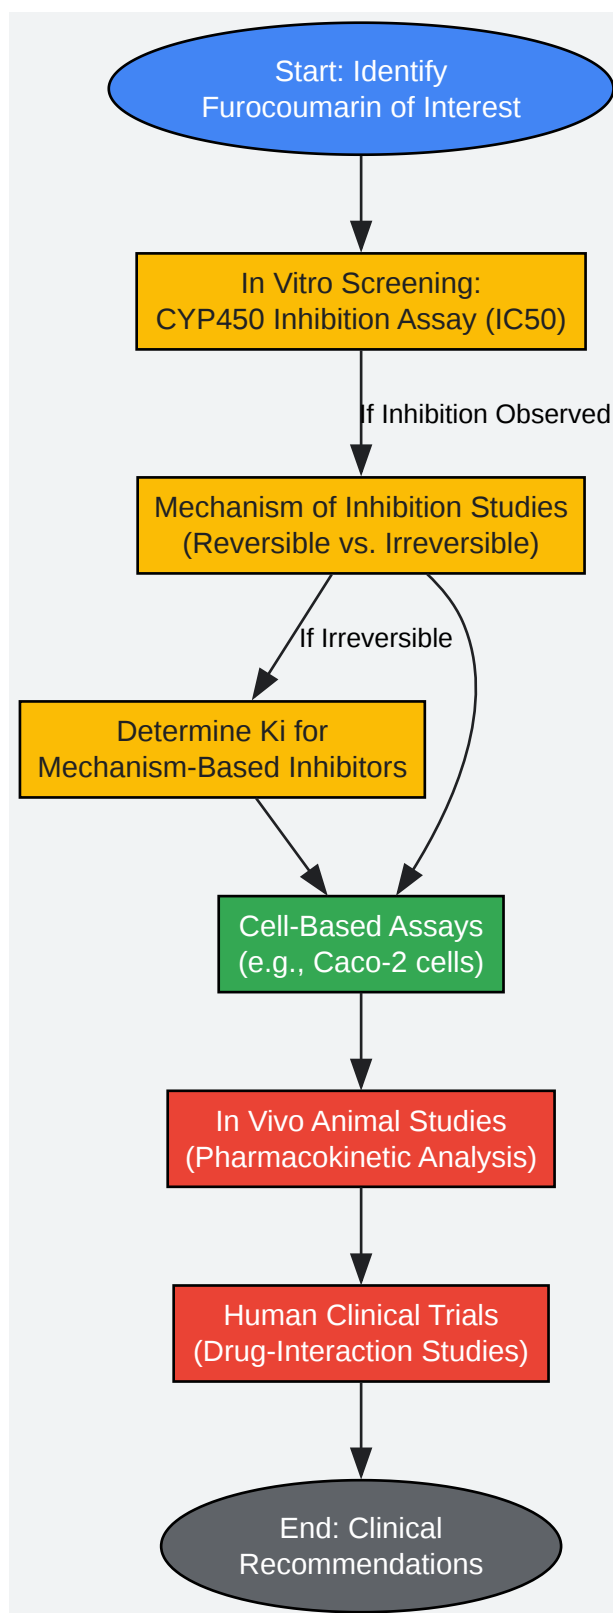 Start: Identify
Furocoumarin of Interest
In Vitro Screening:
CYP450 Inhibition Assay (IC50)
If Inhibition Observed
Mechanism of Inhibition Studies
(Reversible vs. Irreversible)
If Irreversible
Determine Ki for
Mechanism-Based Inhibitors
Cell-Based Assays
(e.g., Caco-2 cells)
In Vivo Animal Studies
(Pharmacokinetic Analysis)
Human Clinical Trials
(Drug-Interaction Studies)
End: Clinical
Recommendations